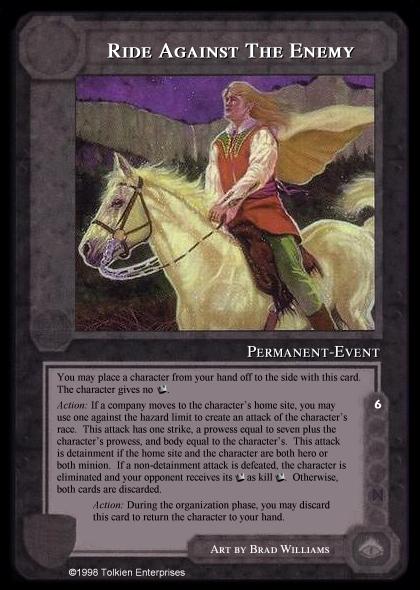 RIDE AGAINST THE ENEMY
PERMANENT-EVENT
You may place a character from your hand off to the side with this card.
The character gives no .
Action: If a company moves to the character's home site, you may
use one against the hazard limit to create an attack of the character's
race. This attack has one strike, a prowess equal to seven plus the
character's prowess, and body equal to the character's. This attack
is detainment if the home site and the character are both hero or
both minion. If a non-detainment attack is defeated, the character is
eliminated and your opponent receives its as kill . Otherwise,
both cards are discarded.
6
Action: During the organization phase, you may discard
this card to return the character to your hand.
N
ART BY BRAD WILLIAMS
©1998 Tolkien Enterprises